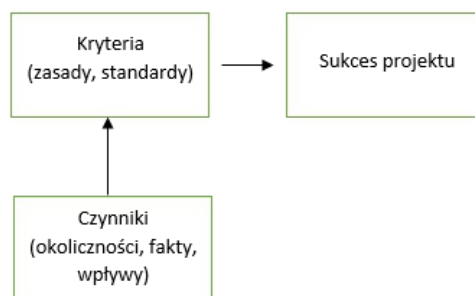 Kryteria
(zasady, standardy)
Sukces projektu
Czynniki
(okoliczności, fakty,
wpływy)